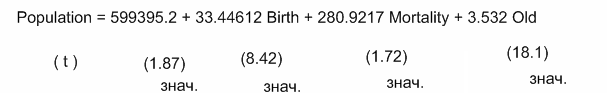 Population = 599395.2 + 33.44612 Birth + 280.9217 Mortality + 3.532 Old
( t ) (1.87) (8.42) (1.72) (18.1)
знач. знач. знач. знач.